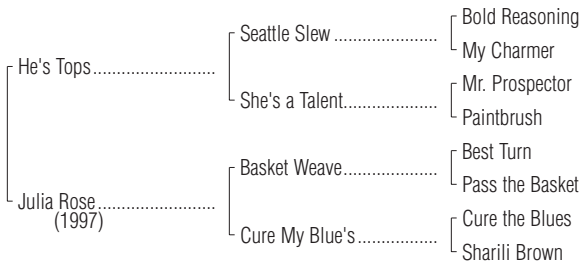 Bold Reasoning
Seattle Slew ....................
My Charmer
He's Tops........................
Mr. Prospector
She's a Talent..................
Paintbrush
Best Turn
Basket Weave..................
Pass the Basket
Julia Rose.......................
(1997)
Cure the Blues
Cure My Blue's................
Sharili Brown